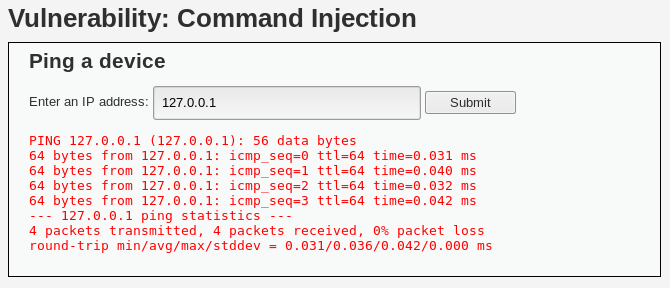 Vulnerability: Command Injection
Ping a device
Enter an IP address: 127.0.0.1 Submit
PING 127.0.0.1 (127.0.0.1): 56 data bytes
64 bytes from 127.0.0.1: icmp_seq=0 ttl=64 time=0.031 ms
64 bytes from 127.0.0.1: icmp_seq=1 ttl=64 time=0.040 ms
64 bytes from 127.0.0.1: icmp_seq=2 ttl=64 time=0.032 ms
64 bytes from 127.0.0.1: icmp_seq=3 ttl=64 time=0.042 ms
--- 127.0.0.1 ping statistics ---
4 packets transmitted, 4 packets received, 0% packet loss
round-trip min/avg/max/stddev = 0.031/0.036/0.042/0.000 ms